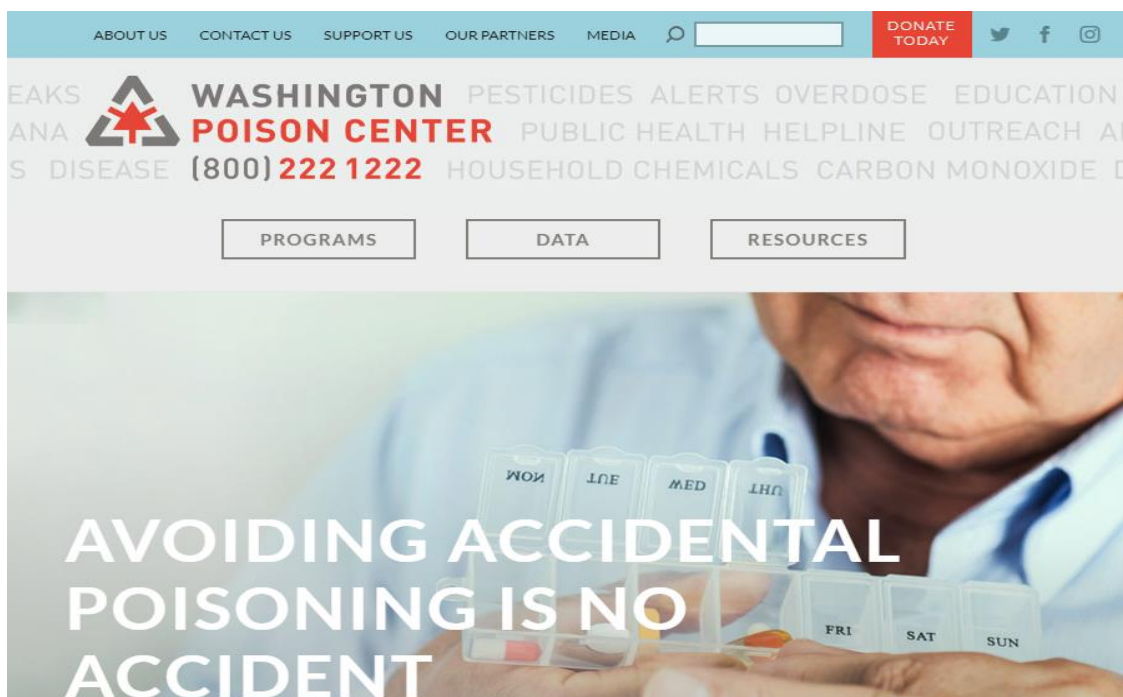 ABOUT US CONTACT US SUPPORT US OUR PARTNERS MEDIA DONATE TODAY
EAKS WASHINGTON PESTICIDES ALERTS OVERDOSE EDUCATION
ANA POISON CENTER PUBLIC HEALTH HELPLINE OUTREACH
S DISEASE (800) 222 1222 HOUSEHOLD CHEMICALS CARBON MONOXIDE
PROGRAMS DATA RESOURCES
MON TUE WED THU
AVOIDING ACCIDENTAL
POISONING IS NO
FRI SAT SUN
ACCIDENT